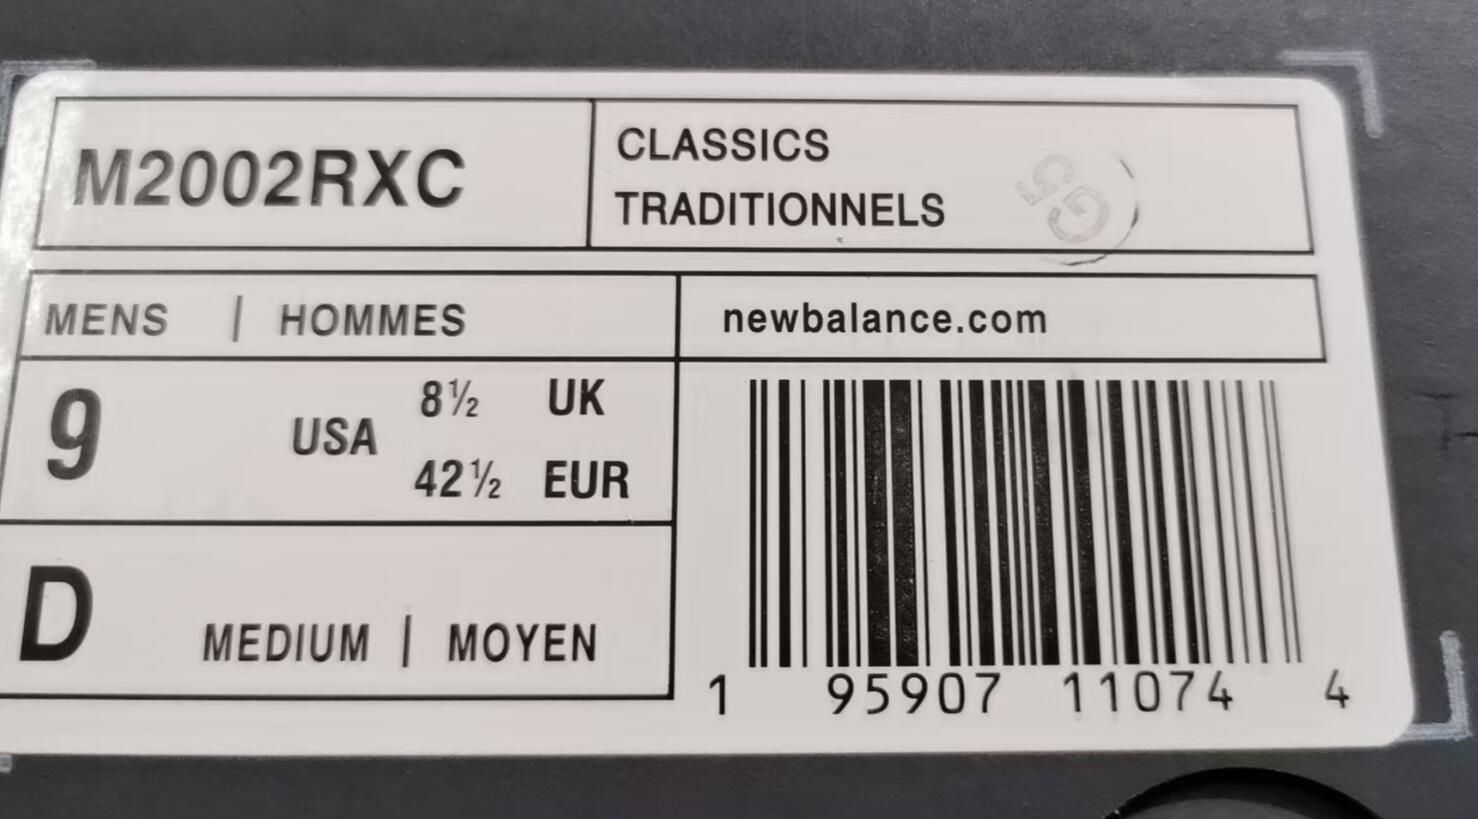 M2002RXC
CLASSICS
TRADITIONNELS
MENS | HOMMES
newbalance.com
9 USA
8½ UK
42½ EUR
D MEDIUM | MOYEN
1 95907 11074 4